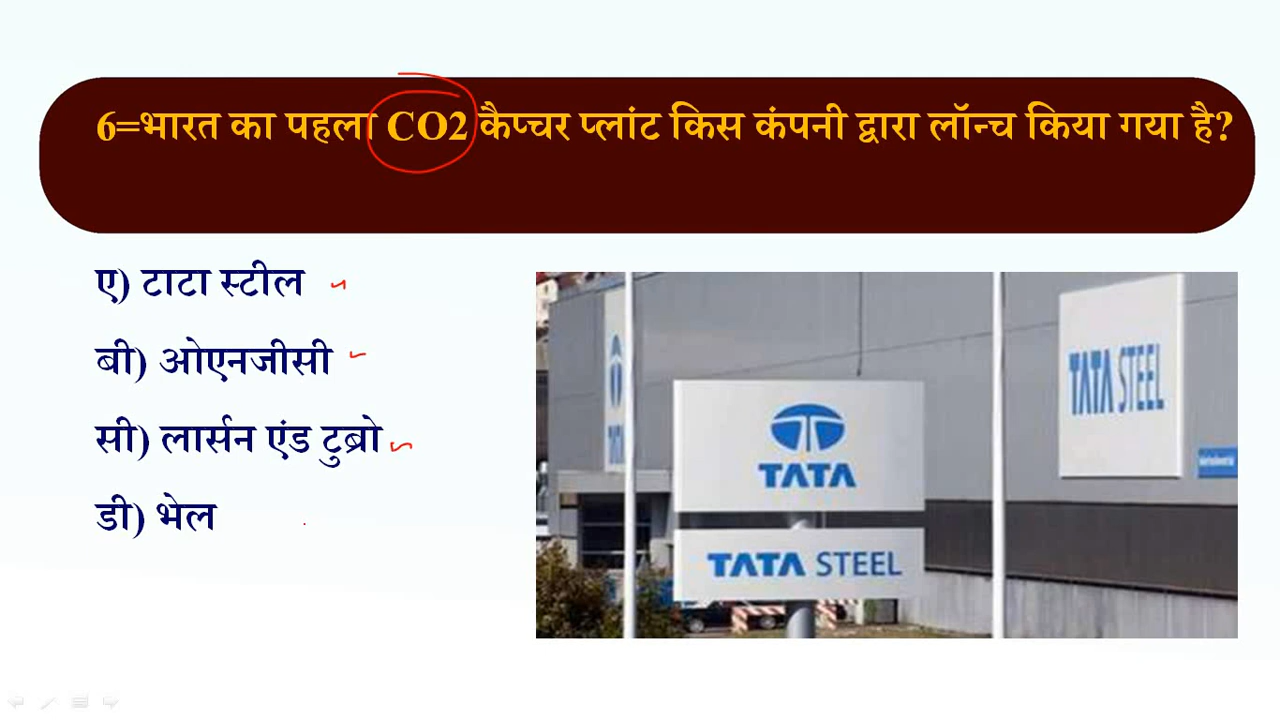 6=भारत का पहला CO2 कैप्चर प्लांट किस कंपनी द्वारा लॉन्च किया गया है?
ए) टाटा स्टील
बी) ओएनजीसी
सी) लार्सन एंड टुब्रो
डी) भेल
TATA STEEL
TATA
TATA STEEL